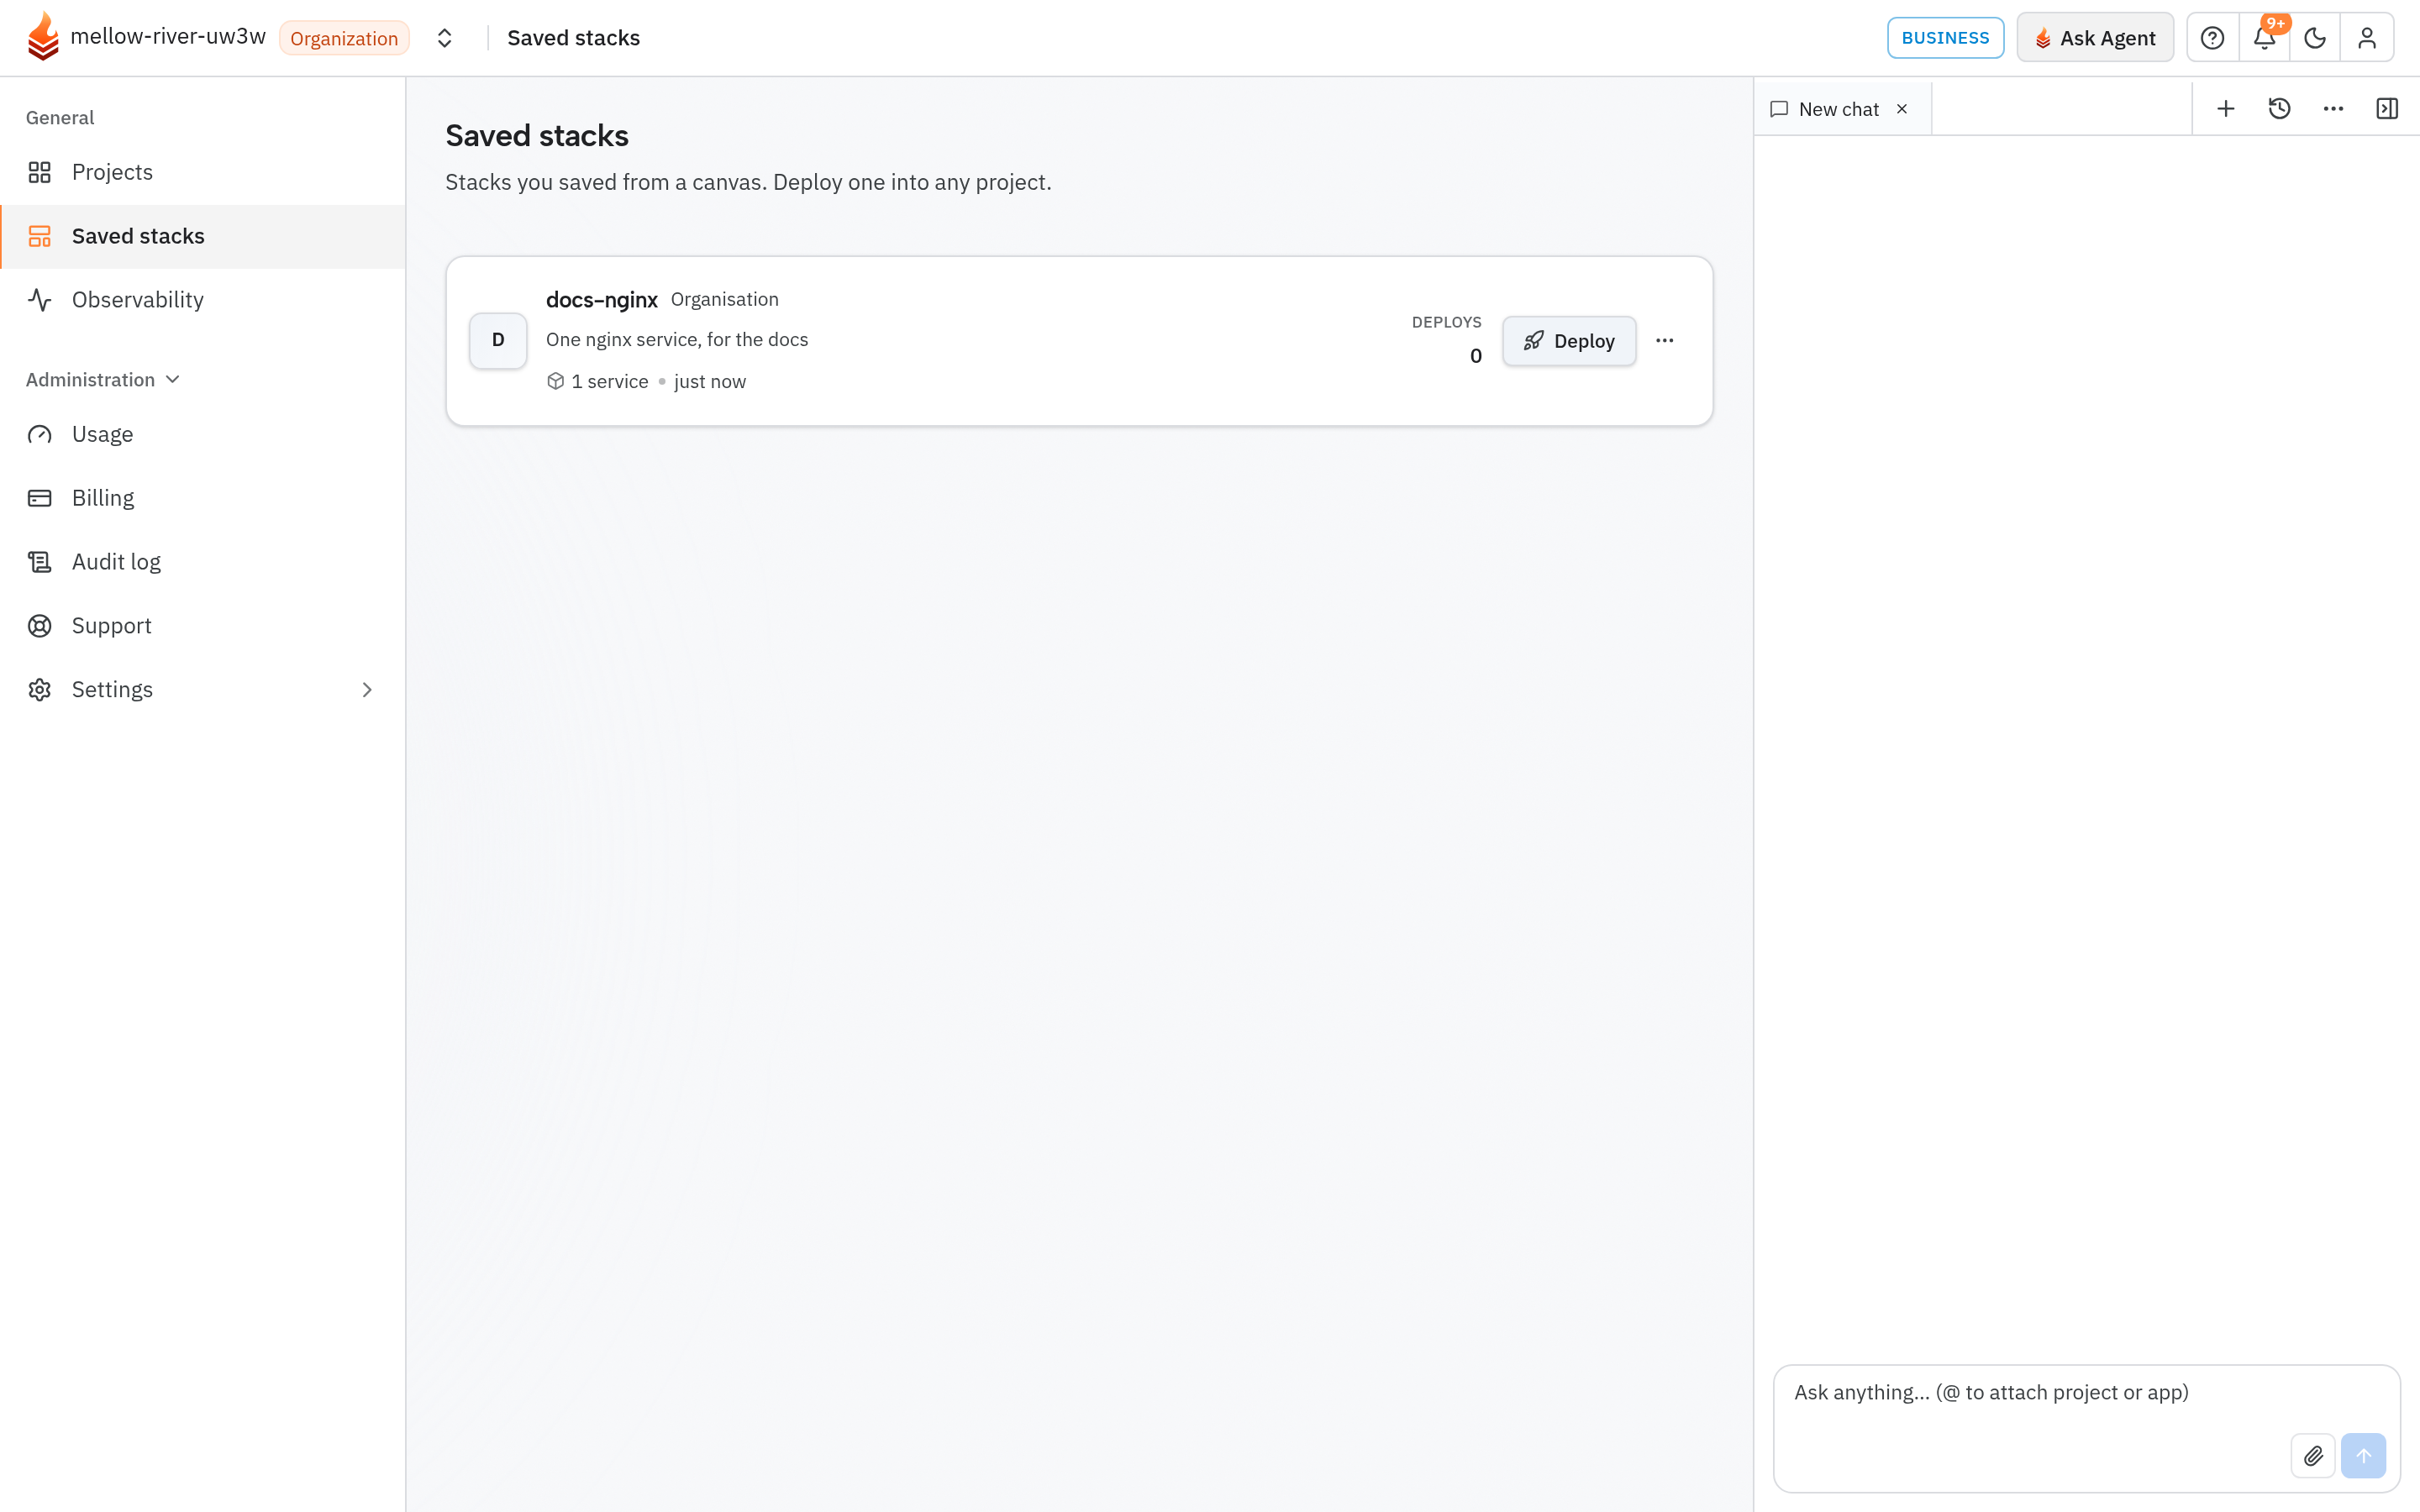 mellow-river-uw3w Organization Saved stacks BUSINESS Ask Agent 9+
General
Projects
Saved stacks
Observability
Administration
Usage
Billing
Audit log
Support
Settings
Saved stacks
Stacks you saved from a canvas. Deploy one into any project.
D
docs-nginx Organisation
One nginx service, for the docs
1 service • just now
DEPLOYS
0
Deploy
New chat
Ask anything... (@ to attach project or app)